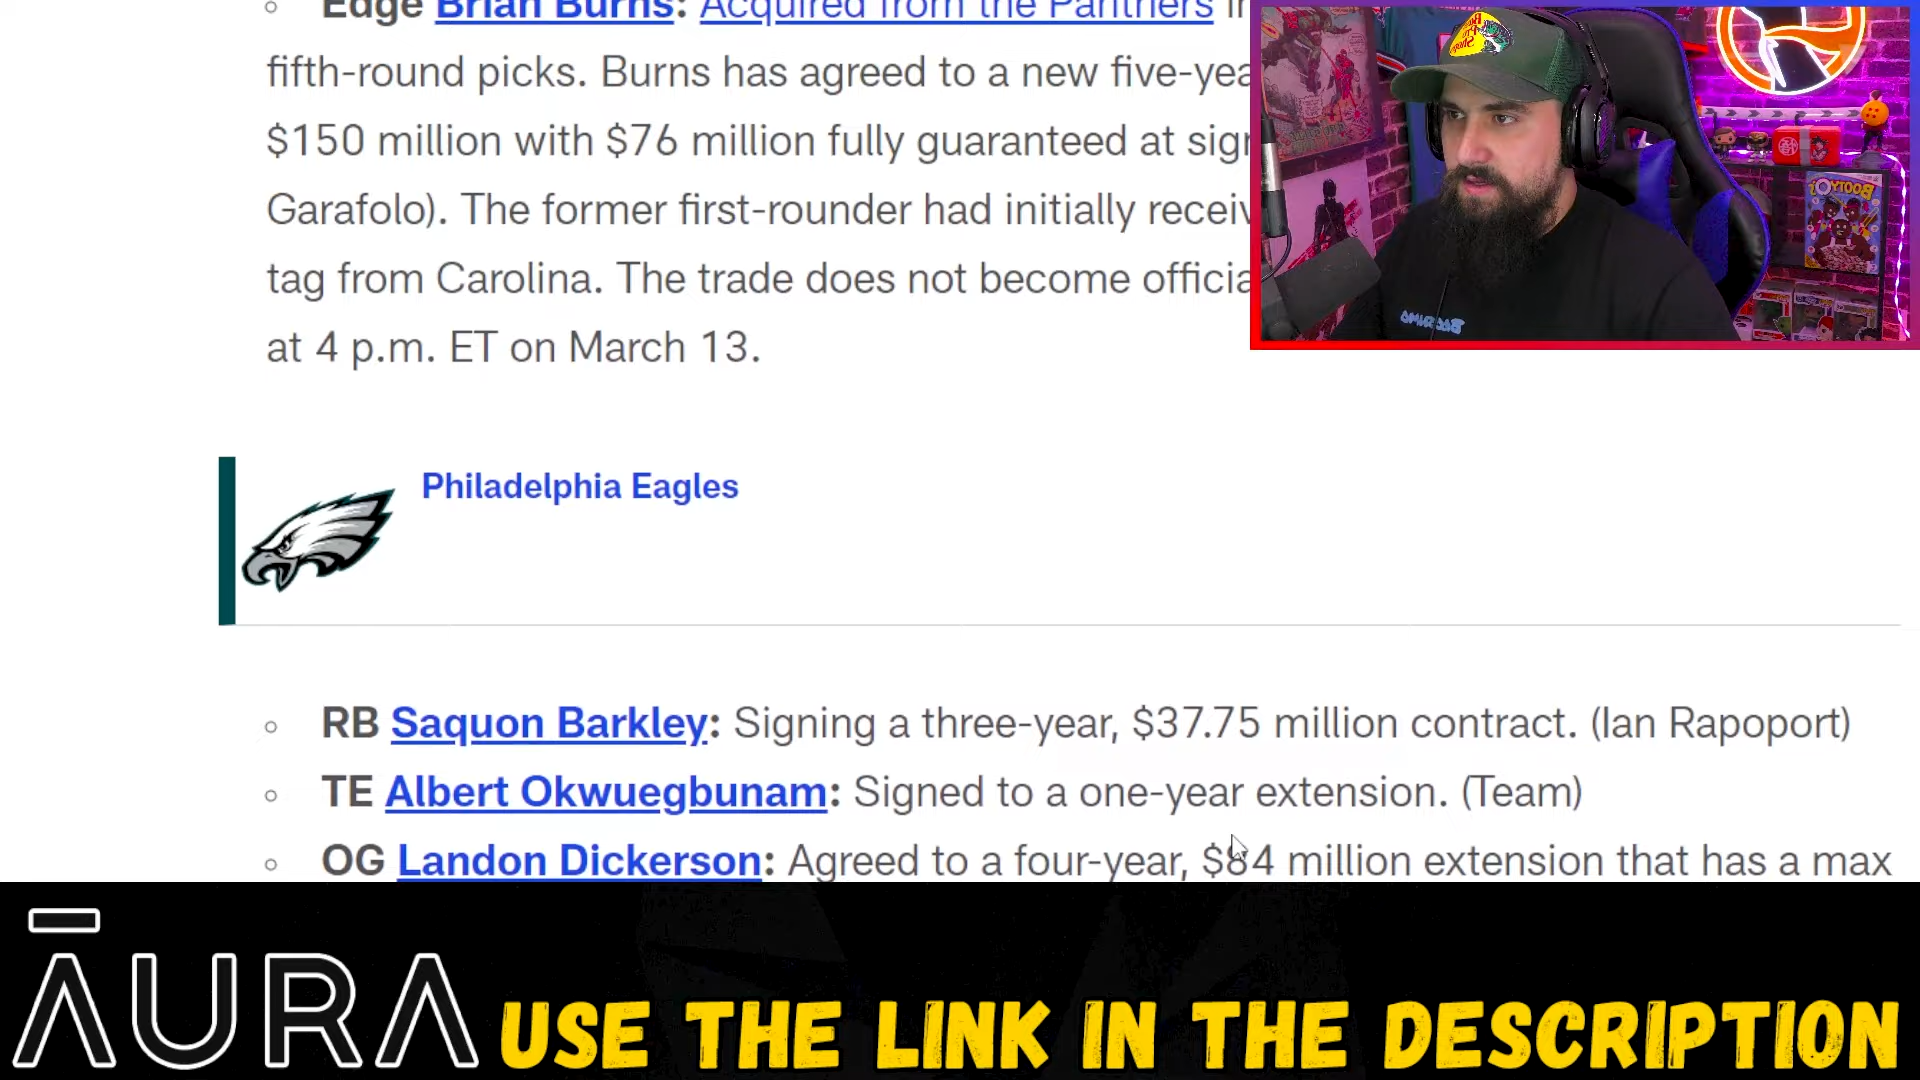 Edge Brian Burns: Acquired from the Panthers in
fifth-round picks. Burns has agreed to a new five-yea
$150 million with $76 million fully guaranteed at sign
Garafolo). The former first-rounder had initially receiv
tag from Carolina. The trade does not become officia
at 4 p.m. ET on March 13.
Philadelphia Eagles
RB Saquon Barkley: Signing a three-year, $37.75 million contract. (Ian Rapoport)
TE Albert Okwuegbunam: Signed to a one-year extension. (Team)
OG Landon Dickerson: Agreed to a four-year, $84 million extension that has a max
ĀURA USE THE LINK IN THE DESCRIPTION